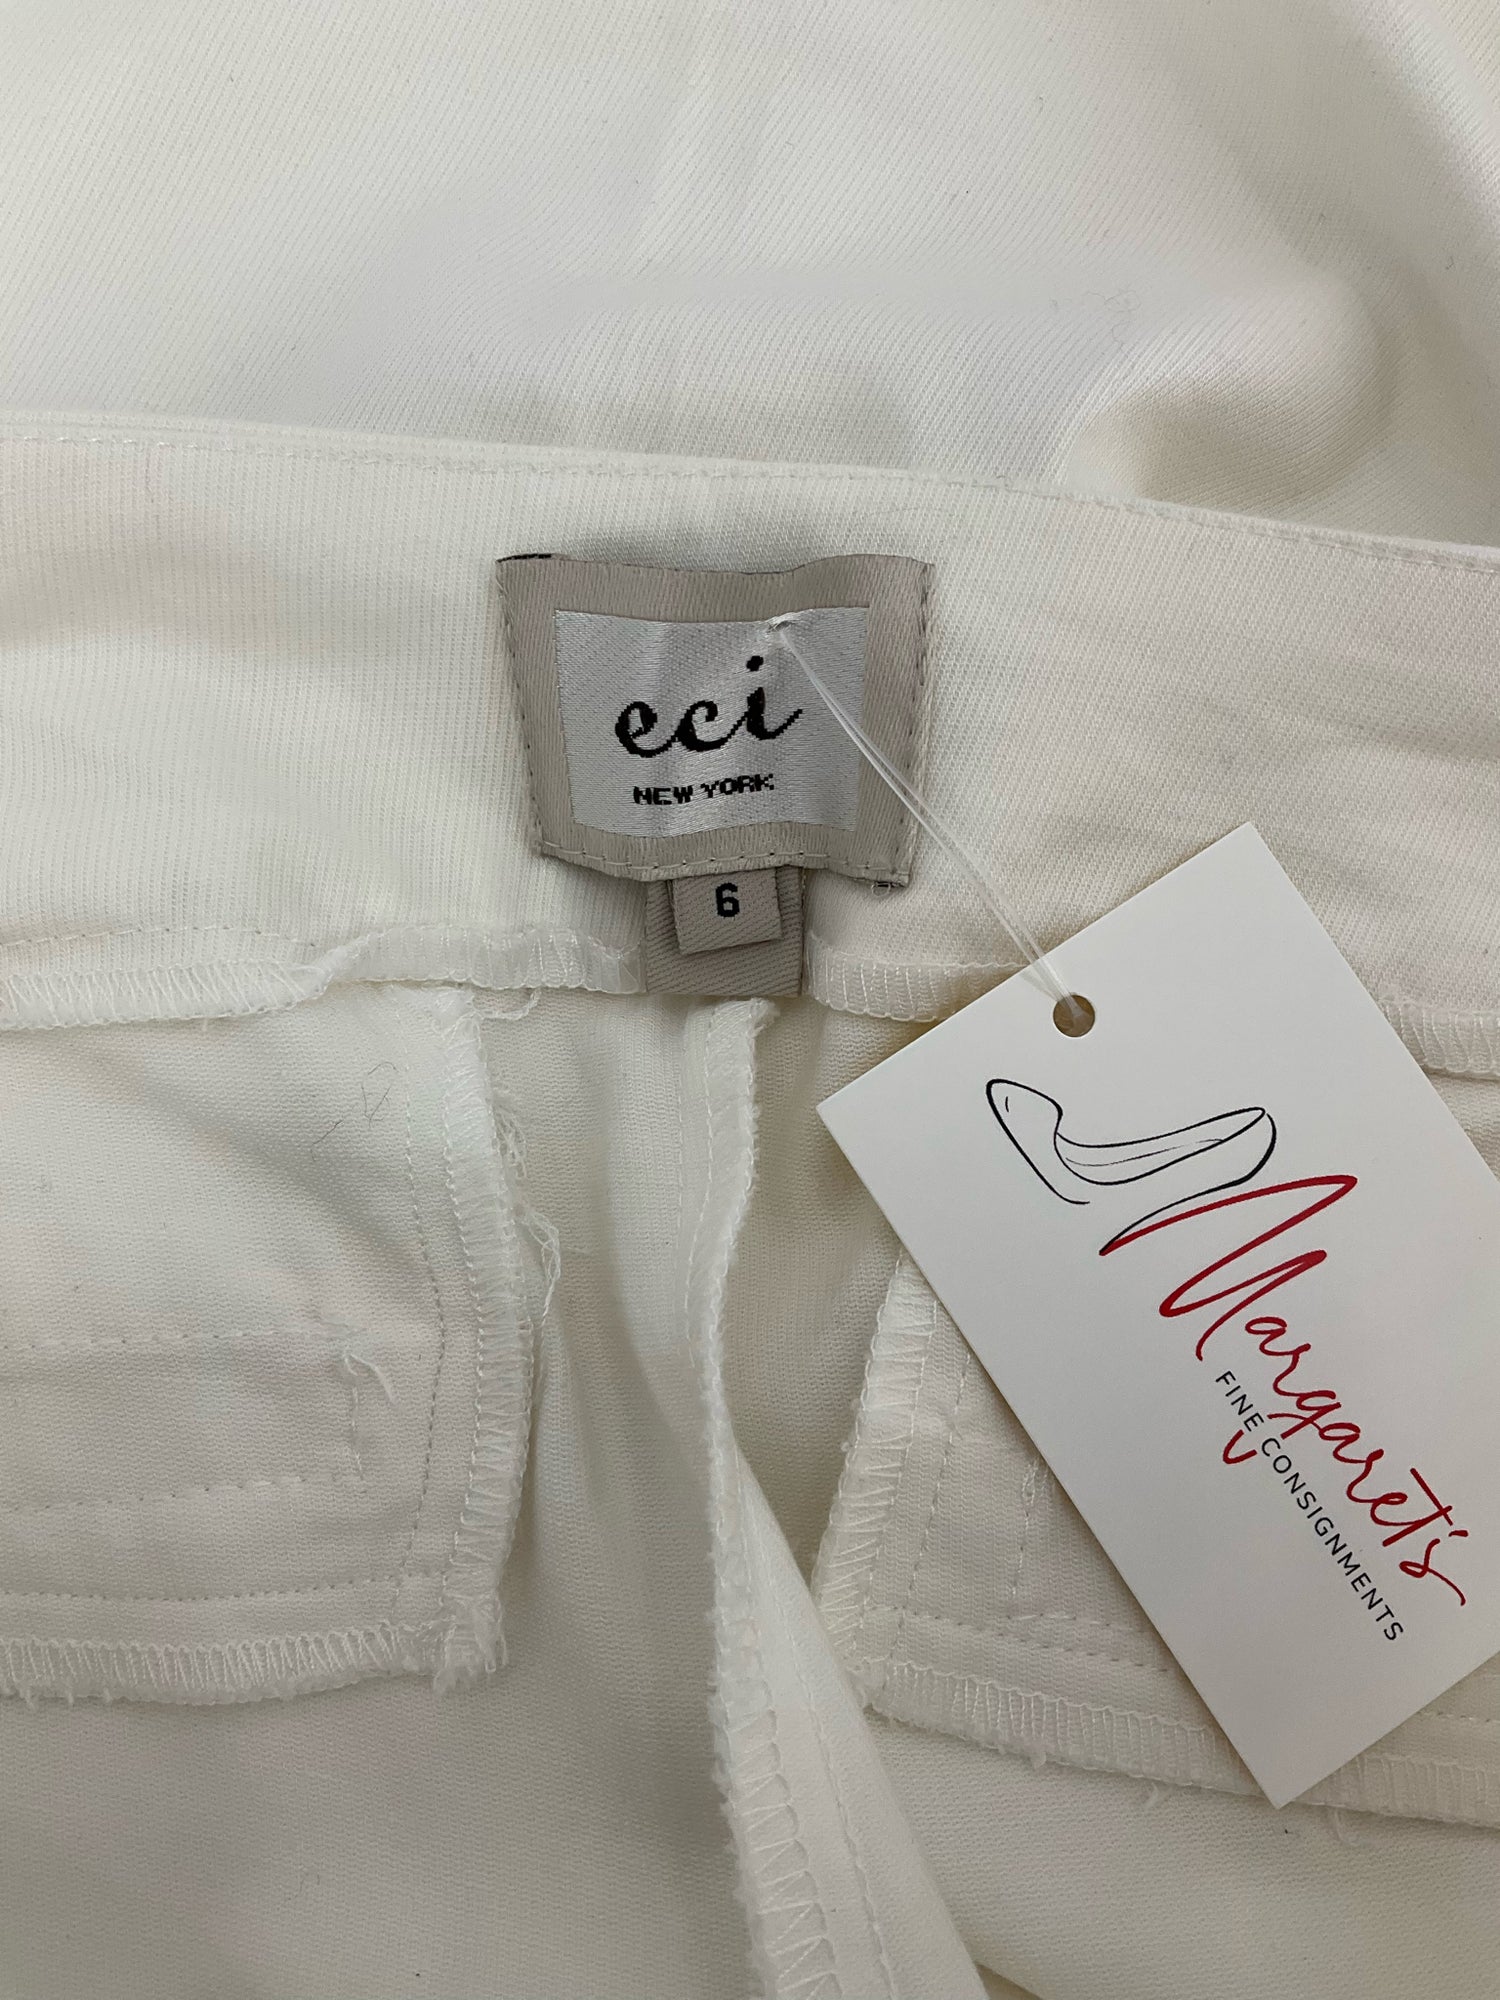 eci
NEW YORK
6
Margaret's
FINE CONSIGNMENTS